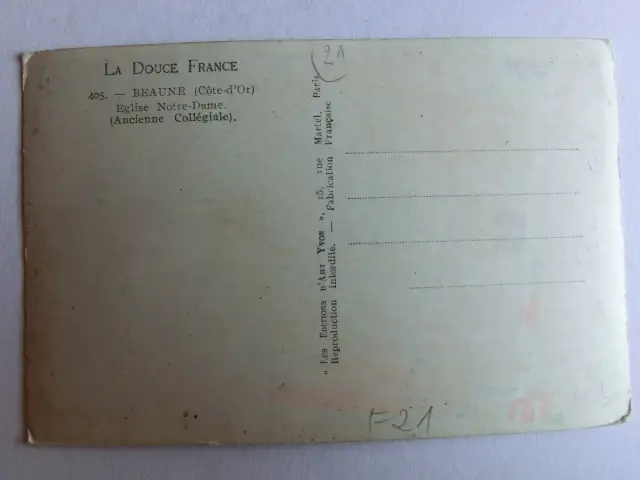 LA DOUCE FRANCE
405. — BEAUNE (Côte-d'Or)
Eglise Notre-Dame.
(Ancienne Collégiale).
21
« LES EDITIONS D'ART YVON », 15, rue Martel, Paris
Reproduction interdite. — Fabrication Française
F21